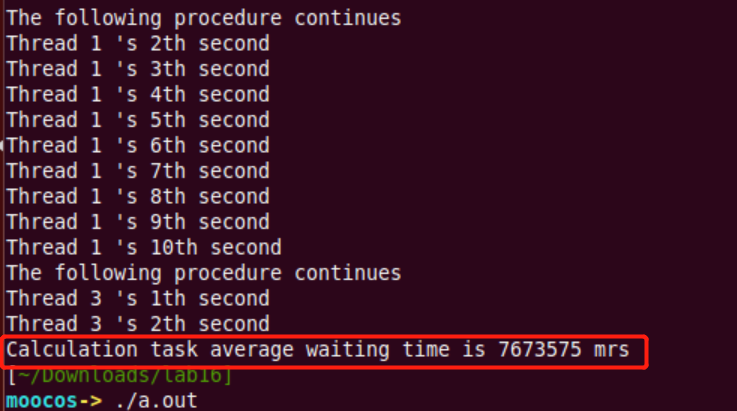 The following procedure continues
Thread 1 's 2th second
Thread 1 's 3th second
Thread 1 's 4th second
Thread 1 's 5th second
Thread 1 's 6th second
Thread 1 's 7th second
Thread 1 's 8th second
Thread 1 's 9th second
Thread 1 's 10th second
The following procedure continues
Thread 3 's 1th second
Thread 3 's 2th second
Calculation task average waiting time is 7673575 mrs
[~/Downloads/lab16]
moocos-> ./a.out